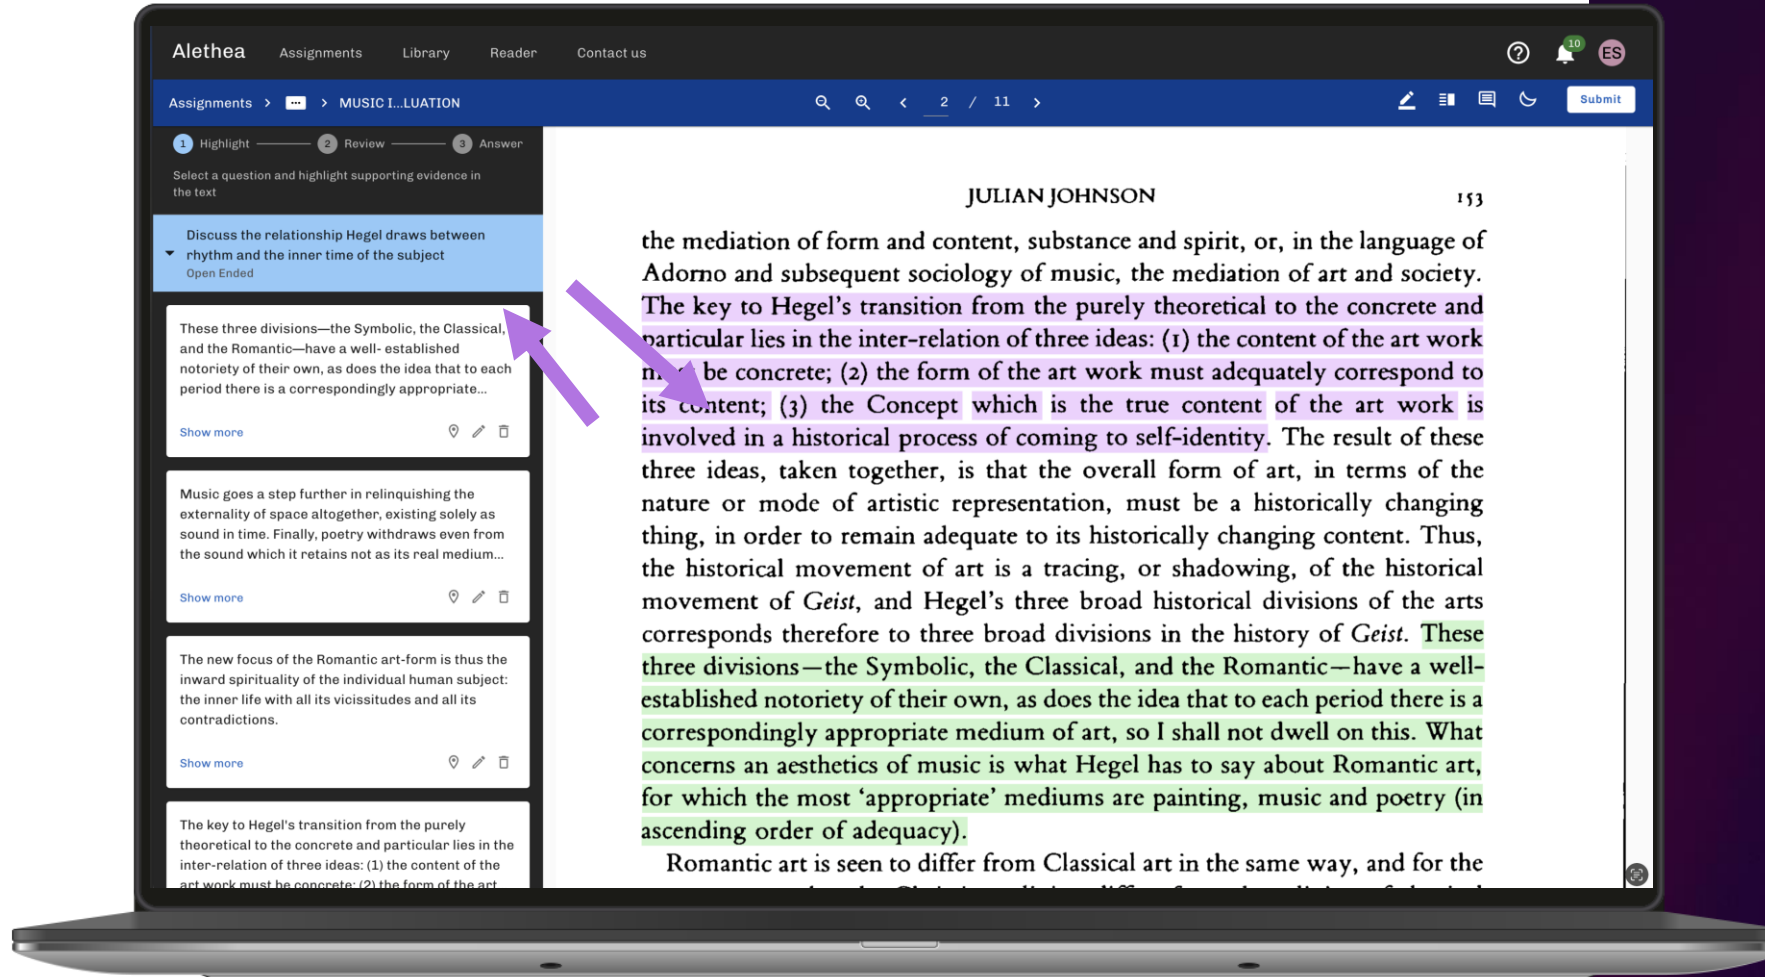 Alethea Assignments Library Reader Contact us 10 ES
Assignments > ... > MUSIC I...LUATION 2 / 11 Submit
1 Highlight 2 Review 3 Answer
Select a question and highlight supporting evidence in
the text
Discuss the relationship Hegel draws between
rhythm and the inner time of the subject
Open Ended
These three divisions—the Symbolic, the Classical,
and the Romantic—have a well- established
notoriety of their own, as does the idea that to each
period there is a correspondingly appropriate...
Show more
Music goes a step further in relinquishing the
externality of space altogether, existing solely as
sound in time. Finally, poetry withdraws even from
the sound which it retains not as its real medium...
Show more
The new focus of the Romantic art-form is thus the
inward spirituality of the individual human subject:
the inner life with all its vicissitudes and all its
contradictions.
Show more
The key to Hegel's transition from the purely
theoretical to the concrete and particular lies in the
inter-relation of three ideas: (1) the content of the
art work must be concrete; (2) the form of the art
JULIAN JOHNSON 153
the mediation of form and content, substance and spirit, or, in the language of
Adorno and subsequent sociology of music, the mediation of art and society.
The key to Hegel's transition from the purely theoretical to the concrete and
particular lies in the inter-relation of three ideas: (1) the content of the art work
be concrete; (2) the form of the art work must adequately correspond to
its content; (3) the Concept which is the true content of the art work is
involved in a historical process of coming to self-identity. The result of these
three ideas, taken together, is that the overall form of art, in terms of the
nature or mode of artistic representation, must be a historically changing
thing, in order to remain adequate to its historically changing content. Thus,
the historical movement of art is a tracing, or shadowing, of the historical
movement of Geist, and Hegel's three broad historical divisions of the arts
corresponds therefore to three broad divisions in the history of Geist. These
three divisions—the Symbolic, the Classical, and the Romantic—have a well-
established notoriety of their own, as does the idea that to each period there is a
correspondingly appropriate medium of art, so I shall not dwell on this. What
concerns an aesthetics of music is what Hegel has to say about Romantic art,
for which the most 'appropriate' mediums are painting, music and poetry (in
ascending order of adequacy).
Romantic art is seen to differ from Classical art in the same way, and for the